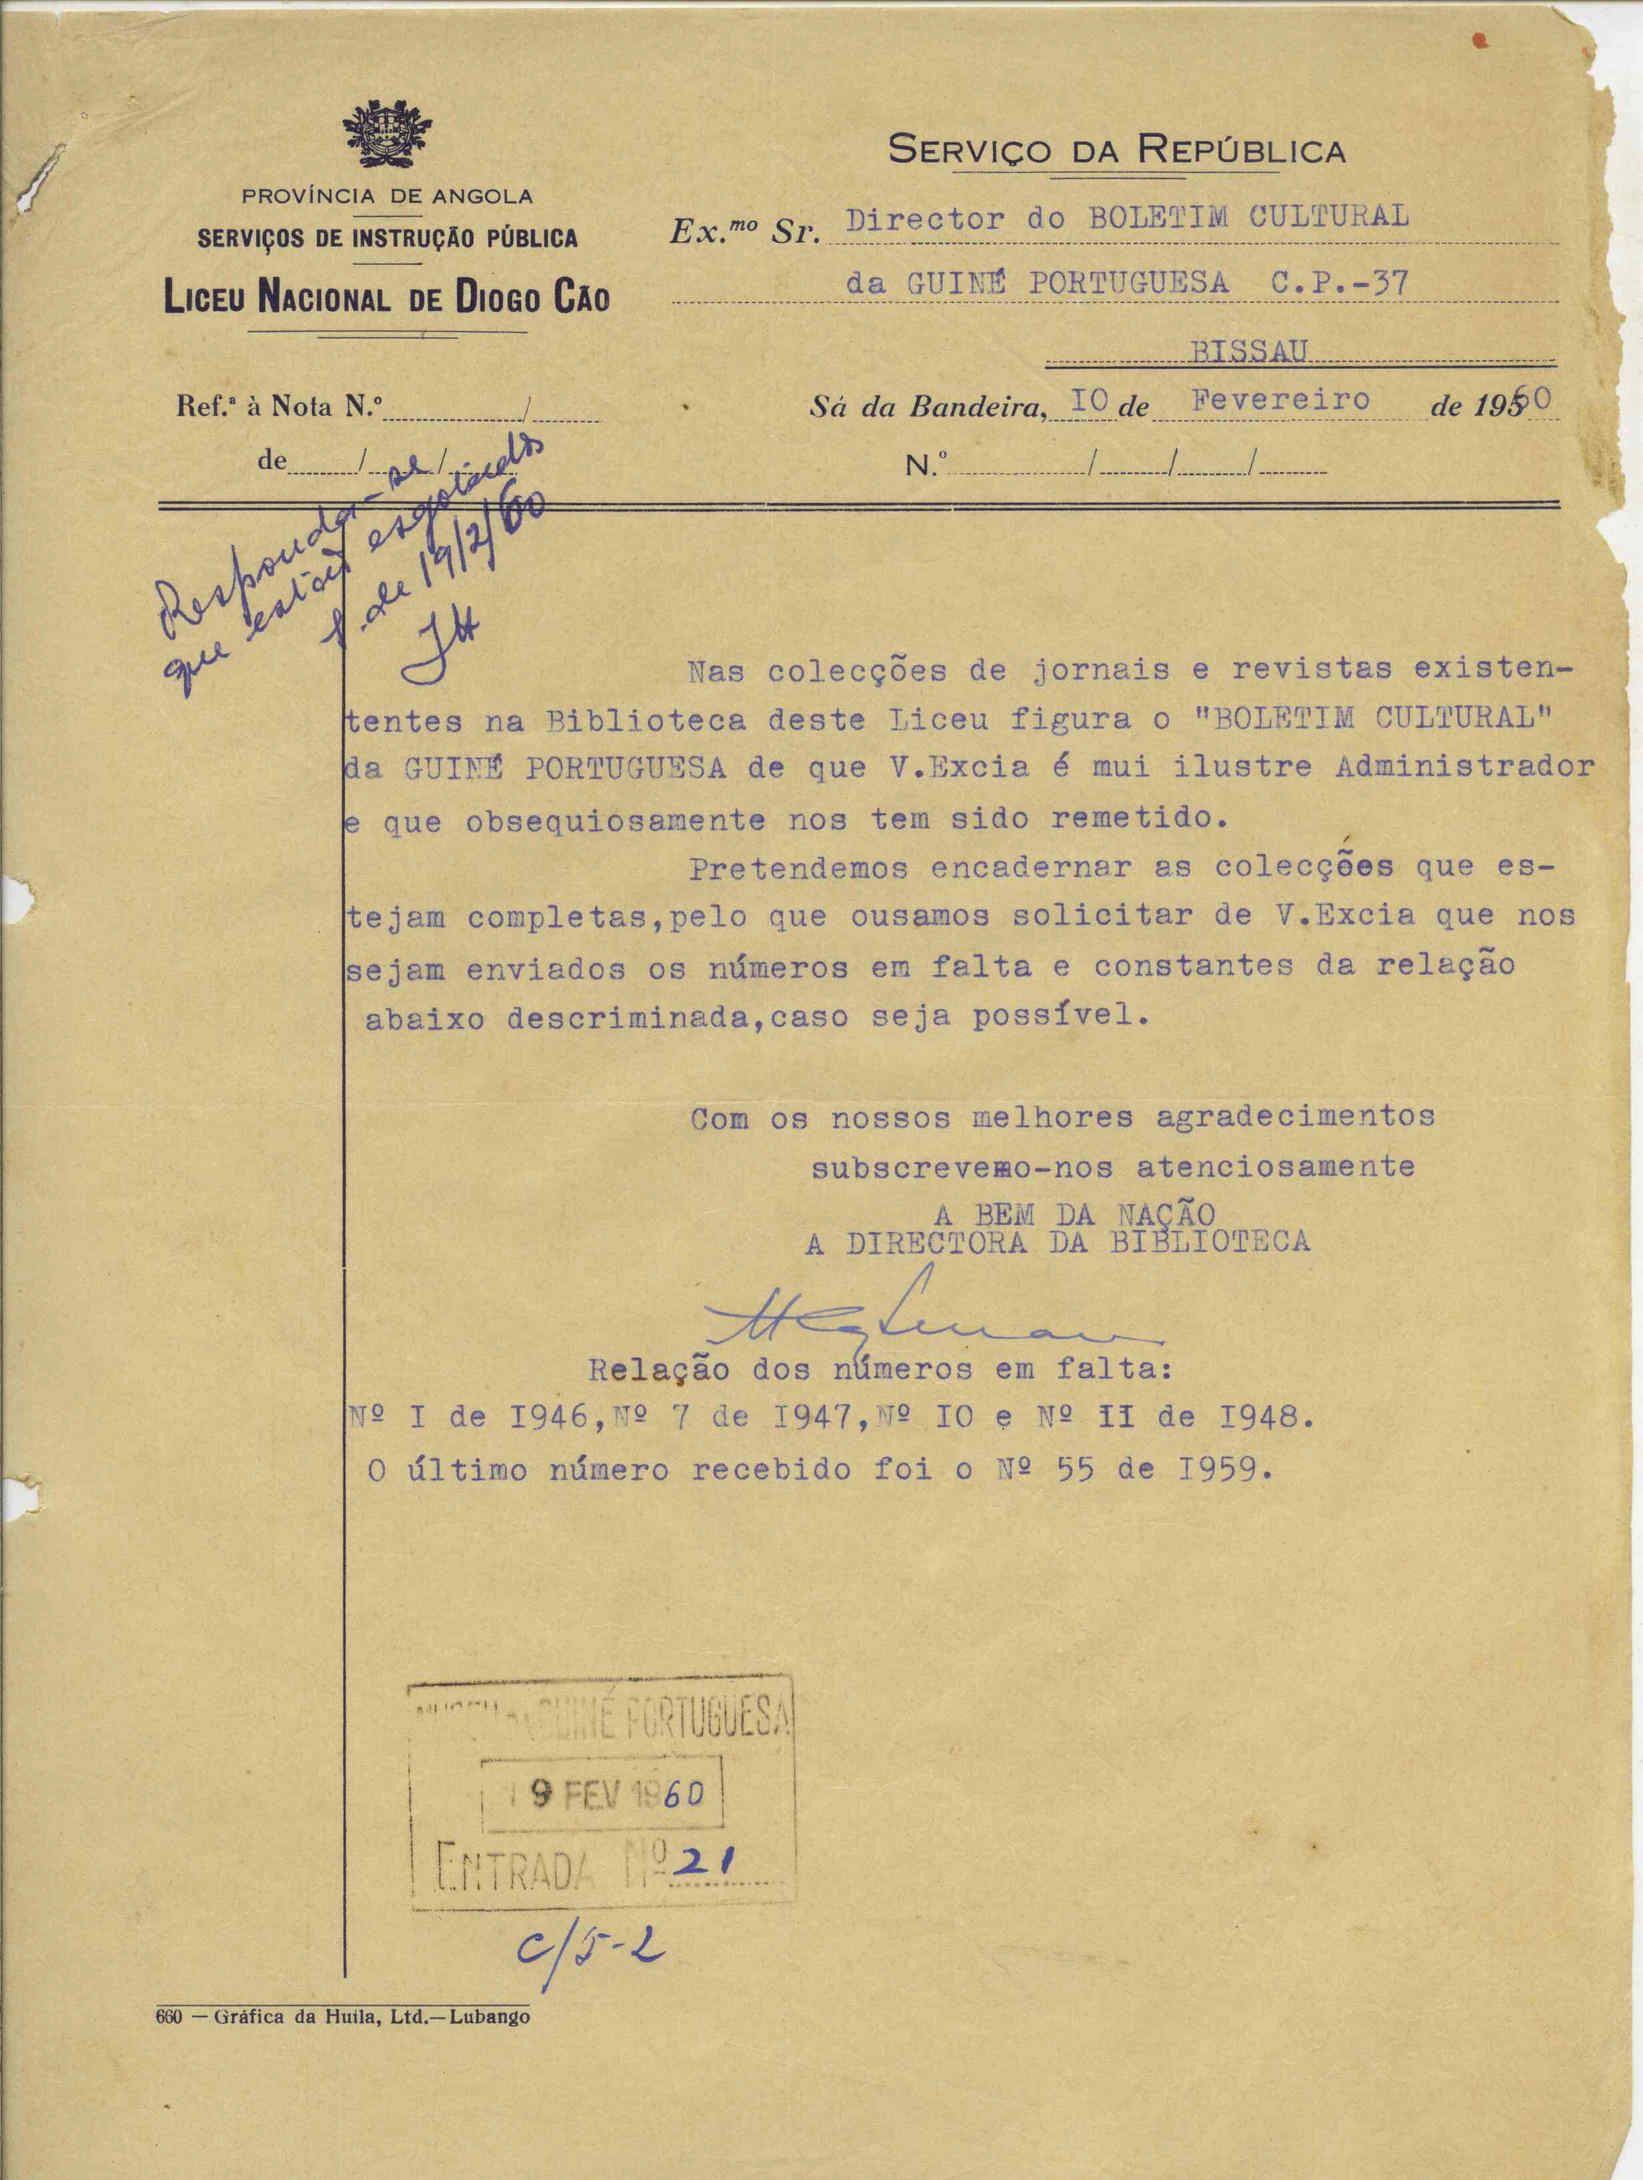 PROVÍNCIA DE ANGOLA
SERVIÇOS DE INSTRUÇÃO PÚBLICA
LICEU NACIONAL DE DIOGO CÃO
Ref.ª à Nota N.º / 
de / /
SERVIÇO DA REPÚBLICA
Ex.mo Sr. Director do BOLETIM CULTURAL
da GUINÉ PORTUGUESA C.P.-37
BISSAU
Sá da Bandeira, IO de Fevereiro de 1960
N.º / / /
Responder-se
que estão esgotados
19/2/60
Nas colecções de jornais e revistas existen-
tentes na Biblioteca deste Liceu figura o "BOLETIM CULTURAL"
da GUINÉ PORTUGUESA de que V.Excia é mui ilustre Administrador
e que obsequiosamente nos tem sido remetido.
Pretendemos encadernar as colecções que es-
tejam completas,pelo que ousamos solicitar de V.Excia que nos
sejam enviados os números em falta e constantes da relação
abaixo descriminada,caso seja possível.
Com os nossos melhores agradecimentos
subscrevemo-nos atenciosamente
A BEM DA NAÇÃO
A DIRECTORA DA BIBLIOTECA
Relação dos números em falta:
Nº I de I946,Nº 7 de I947,Nº IO e Nº II de I948.
O último número recebido foi o Nº 55 de I959.
GUINÉ PORTUGUESA
9 FEV 1960
ENTRADA Nº 21
C/5-2
660 — Gráfica da Huila, Ltd.—Lubango